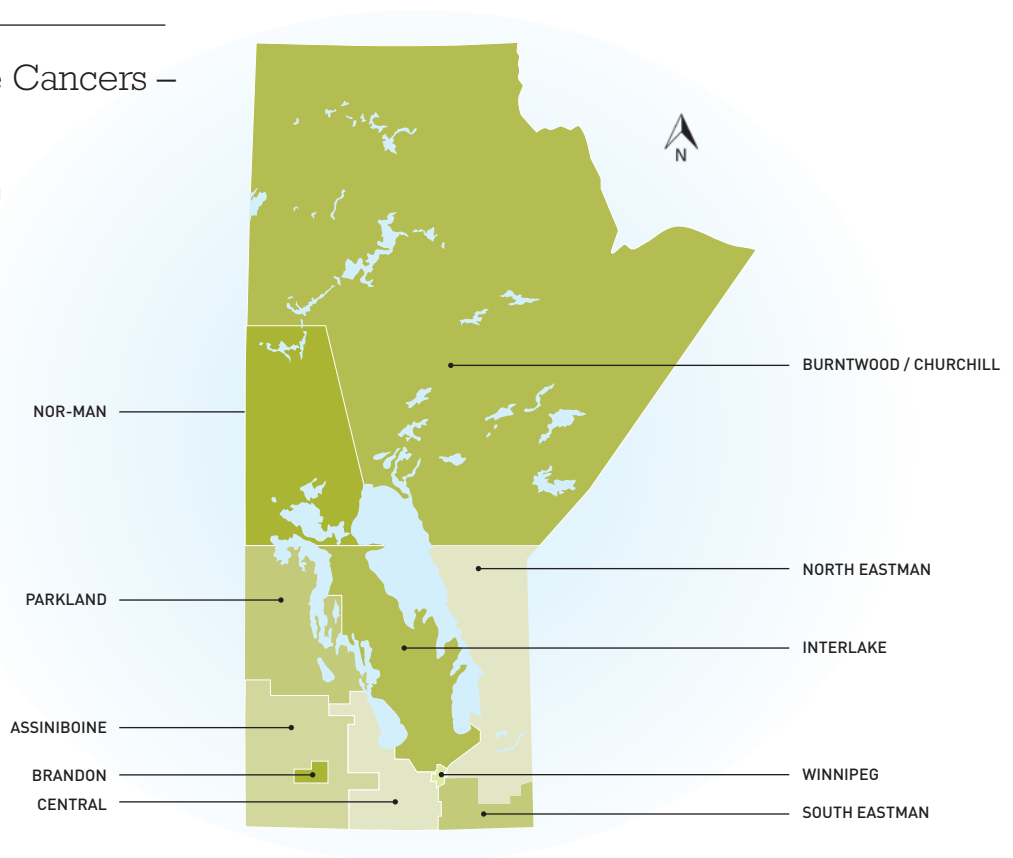 Cancers –
N
BURNTWOOD / CHURCHILL
NOR-MAN
NORTH EASTMAN
PARKLAND
INTERLAKE
ASSINIBOINE
BRANDON
WINNIPEG
CENTRAL
SOUTH EASTMAN